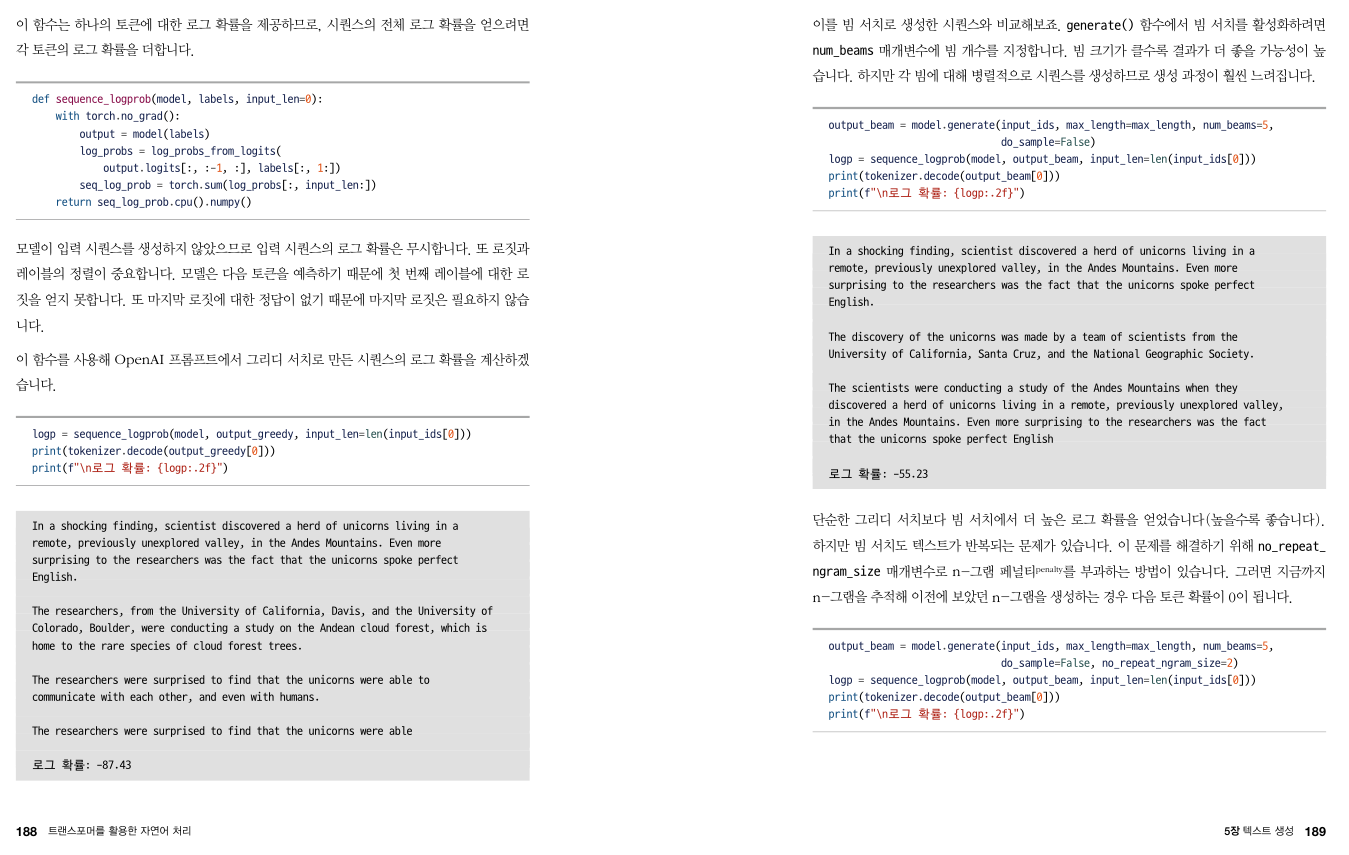 이 함수는 하나의 토큰에 대한 로그 확률을 제공하므로, 시퀀스의 전체 로그 확률을 얻으려면
각 토큰의 로그 확률을 더합니다.
def sequence_logprob(model, labels, input_len=0):
    with torch.no_grad():
        output = model(labels)
        log_probs = log_probs_from_logits(
            output.logits[:, :-1, :], labels[:, 1:])
        seq_log_prob = torch.sum(log_probs[:, input_len:])
    return seq_log_prob.cpu().numpy()
모델이 입력 시퀀스를 생성하지 않았으므로 입력 시퀀스의 로그 확률은 무시합니다. 또 로짓과
레이블의 정렬이 중요합니다. 모델은 다음 토큰을 예측하기 때문에 첫 번째 레이블에 대한 로
짓을 얻지 못합니다. 또 마지막 로짓에 대한 정답이 없기 때문에 마지막 로짓은 필요하지 않습
니다.
이 함수를 사용해 OpenAI 프롬프트에서 그리디 서치로 만든 시퀀스의 로그 확률을 계산하겠
습니다.
logp = sequence_logprob(model, output_greedy, input_len=len(input_ids[0]))
print(tokenizer.decode(output_greedy[0]))
print(f"\n로그 확률: {logp:.2f}")
In a shocking finding, scientist discovered a herd of unicorns living in a
remote, previously unexplored valley, in the Andes Mountains. Even more
surprising to the researchers was the fact that the unicorns spoke perfect
English.
The researchers, from the University of California, Davis, and the University of
Colorado, Boulder, were conducting a study on the Andean cloud forest, which is
home to the rare species of cloud forest trees.
The researchers were surprised to find that the unicorns were able to
communicate with each other, and even with humans.
The researchers were surprised to find that the unicorns were able
로그 확률: -87.43
188 트랜스포머를 활용한 자연어 처리
이를 빔 서치로 생성한 시퀀스와 비교해보죠. generate() 함수에서 빔 서치를 활성화하려면
num_beams 매개변수에 빔 개수를 지정합니다. 빔 크기가 클수록 결과가 더 좋을 가능성이 높
습니다. 하지만 각 빔에 대해 병렬적으로 시퀀스를 생성하므로 생성 과정이 훨씬 느려집니다.
output_beam = model.generate(input_ids, max_length=max_length, num_beams=5,
                             do_sample=False)
logp = sequence_logprob(model, output_beam, input_len=len(input_ids[0]))
print(tokenizer.decode(output_beam[0]))
print(f"\n로그 확률: {logp:.2f}")
In a shocking finding, scientist discovered a herd of unicorns living in a
remote, previously unexplored valley, in the Andes Mountains. Even more
surprising to the researchers was the fact that the unicorns spoke perfect
English.
The discovery of the unicorns was made by a team of scientists from the
University of California, Santa Cruz, and the National Geographic Society.
The scientists were conducting a study of the Andes Mountains when they
discovered a herd of unicorns living in a remote, previously unexplored valley,
in the Andes Mountains. Even more surprising to the researchers was the fact
that the unicorns spoke perfect English
로그 확률: -55.23
단순한 그리디 서치보다 빔 서치에서 더 높은 로그 확률을 얻었습니다(높을수록 좋습니다).
하지만 빔 서치도 텍스트가 반복되는 문제가 있습니다. 이 문제를 해결하기 위해 no_repeat_
ngram_size 매개변수로 n-그램 페널티penalty를 부과하는 방법이 있습니다. 그러면 지금까지
n-그램을 추적해 이전에 보았던 n-그램을 생성하는 경우 다음 토큰 확률이 0이 됩니다.
output_beam = model.generate(input_ids, max_length=max_length, num_beams=5,
                             do_sample=False, no_repeat_ngram_size=2)
logp = sequence_logprob(model, output_beam, input_len=len(input_ids[0]))
print(tokenizer.decode(output_beam[0]))
print(f"\n로그 확률: {logp:.2f}")
5장 텍스트 생성 189